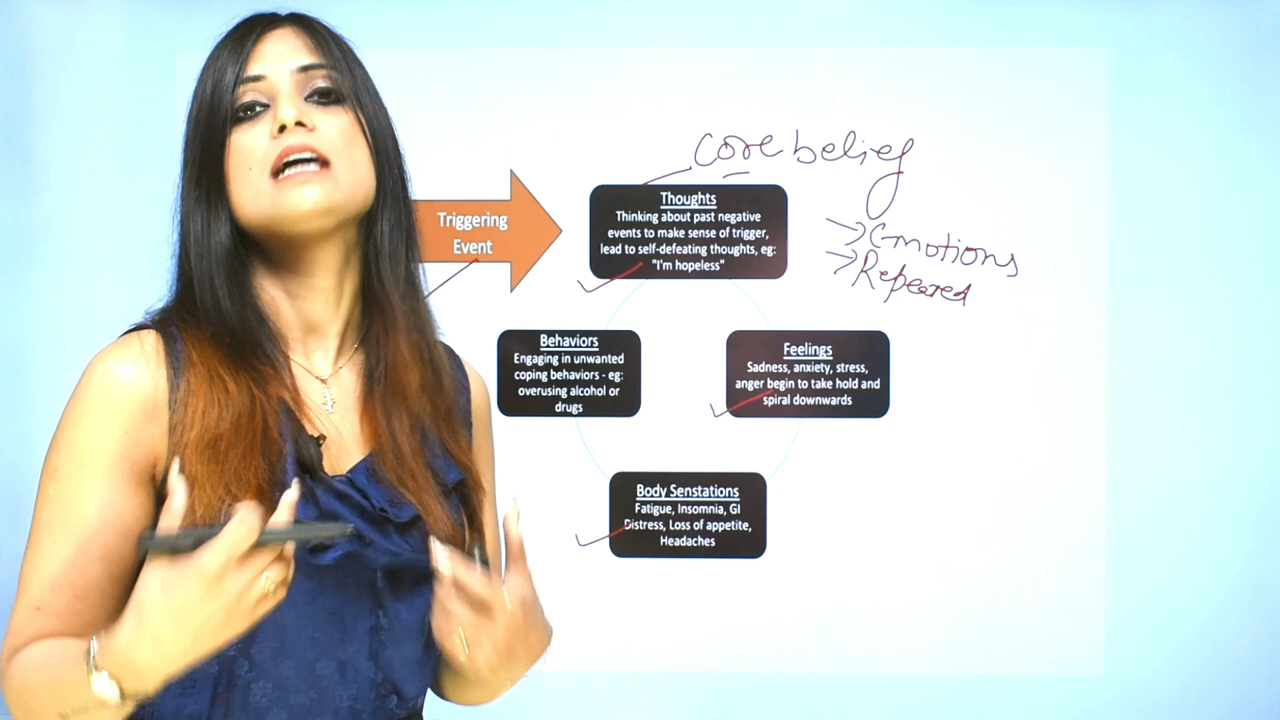 core belief
Triggering
Event
Thoughts
Thinking about past negative
events to make sense of trigger,
lead to self-defeating thoughts, eg:
"I'm hopeless"
→ Emotions
→ Repeated
Behaviors
Engaging in unwanted
coping behaviors - eg:
overusing alcohol or
drugs
Feelings
Sadness, anxiety, stress,
anger begin to take hold and
spiral downwards
Body Senstations
Fatigue, Insomnia, GI
Distress, Loss of appetite,
Headaches